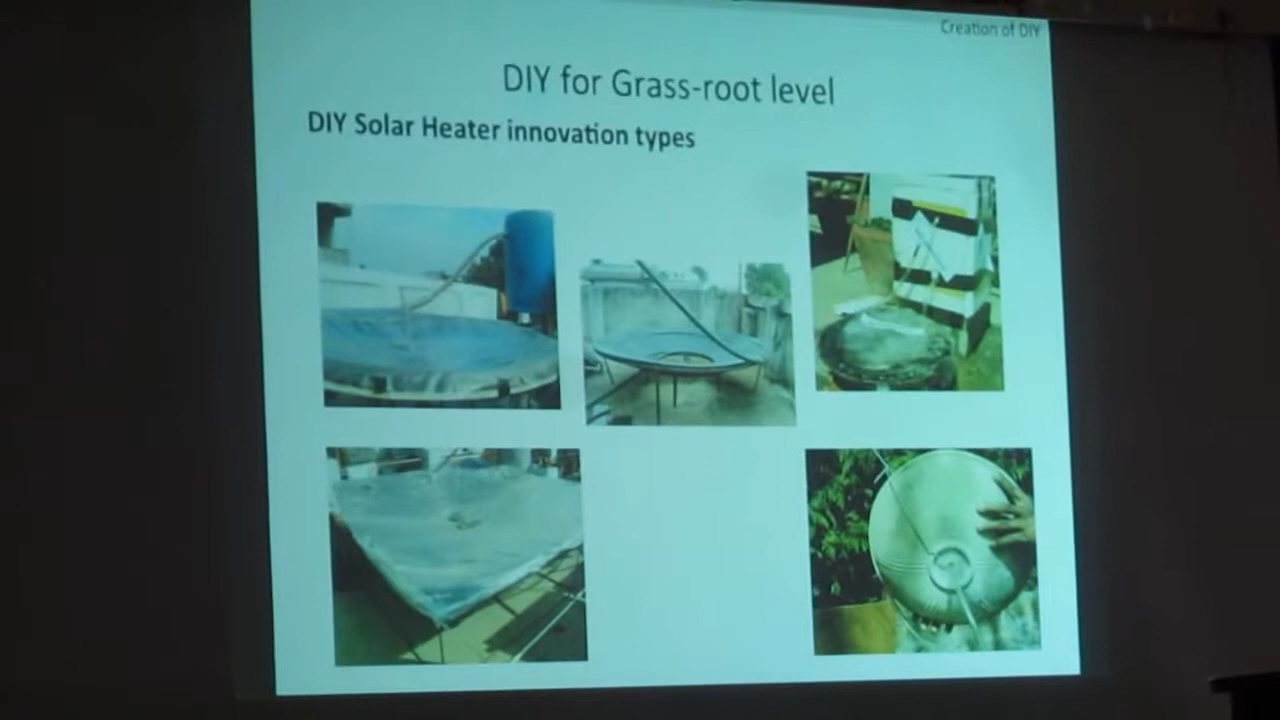 Creation of DIY
DIY for Grass-root level
DIY Solar Heater innovation types